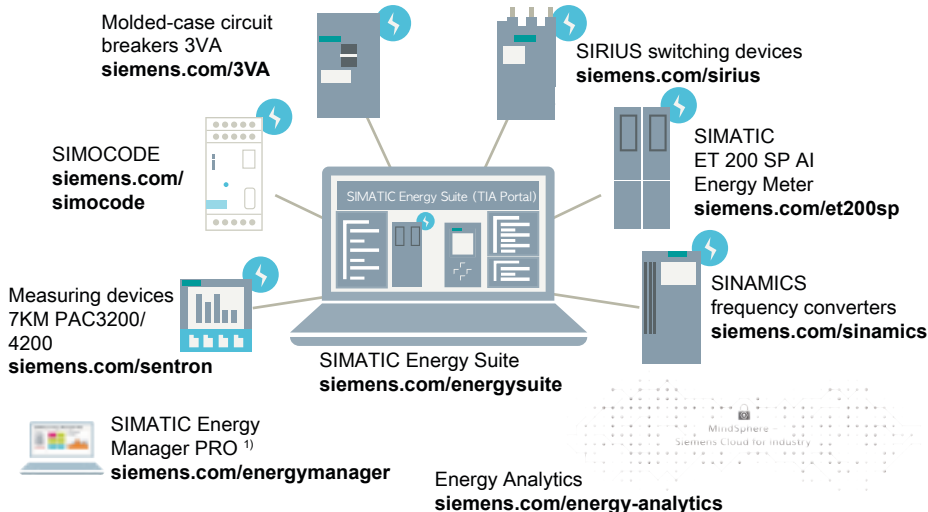 Molded-case circuit
breakers 3VA
siemens.com/3VA
SIRIUS switching devices
siemens.com/sirius
SIMOCODE
siemens.com/
simocode
SIMATIC
ET 200 SP AI
Energy Meter
siemens.com/et200sp
SIMATIC Energy Suite (TIA Portal)
Measuring devices
7KM PAC3200/
4200
siemens.com/sentron
SINAMICS
frequency converters
siemens.com/sinamics
SIMATIC Energy Suite
siemens.com/energysuite
SIMATIC Energy
Manager PRO 1)
siemens.com/energymanager
MindSphere –
Siemens Cloud for Industry
Energy Analytics
siemens.com/energy-analytics